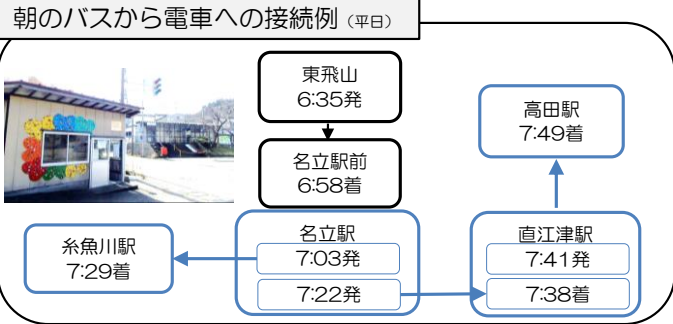 朝のバスから電車への接続例（平日）
東飛山
6:35発
名立駅前
6:58着
名立駅
7:03発
7:22発
糸魚川駅
7:29着
直江津駅
7:41発
7:38着
高田駅
7:49着